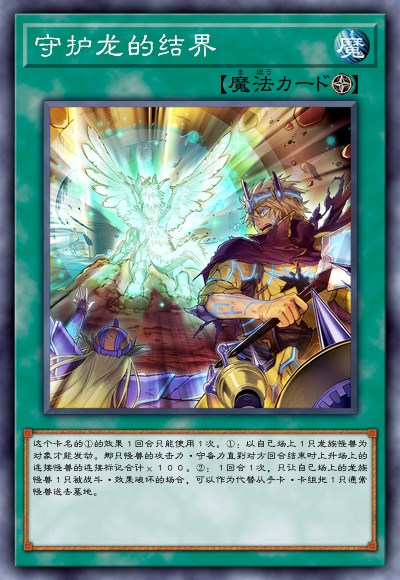 守护龙的结界
魔
【魔法カード】
まほう
这个卡名的①的效果1回合只能使用1次。①：以自己场上1只龙族怪兽为
对象才能发动。那只怪兽的攻击力·守备力直到对方回合结束时上升场上的
连接怪兽的连接标记合计×100。②：1回合1次，只让自己场上的龙族
怪兽1只被战斗·效果破坏的场合，可以作为代替从手卡·卡组把1只通常
怪兽送去墓地。